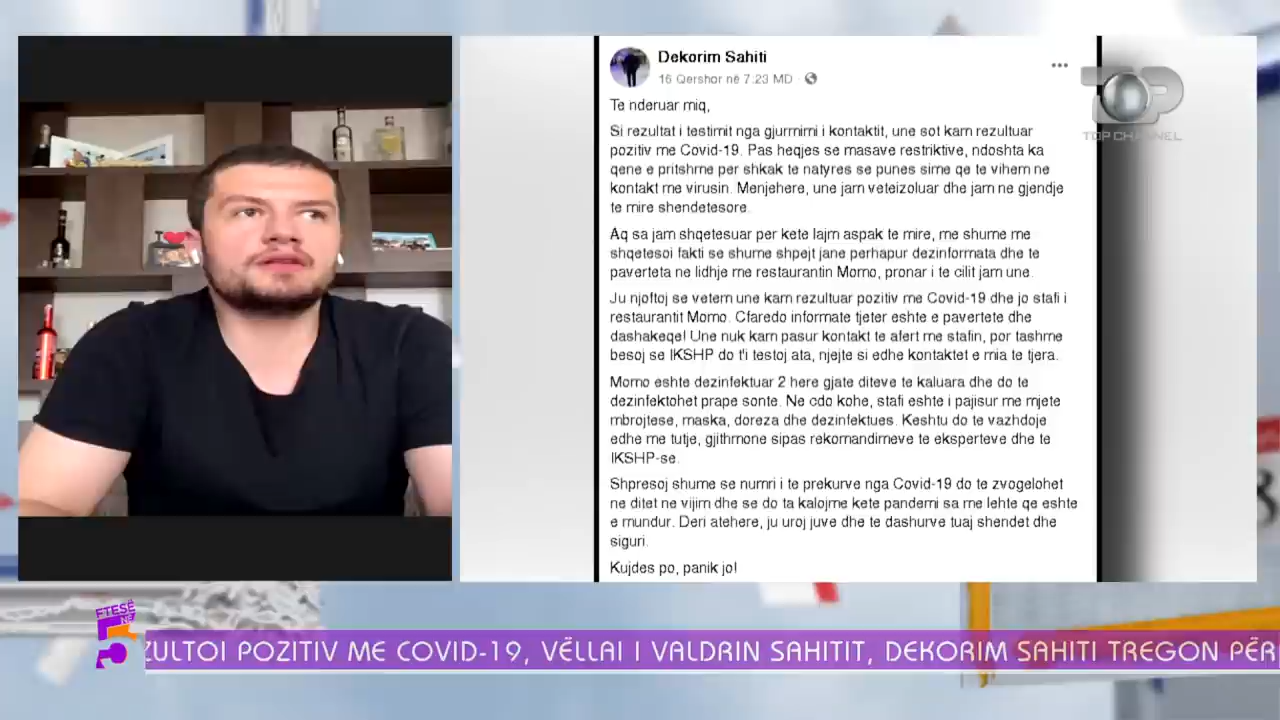 Dekorim Sahiti
16 Qershor në 7:23 MD
TOP CHANNEL
Te nderuar miq,
Si rezultat i testimit nga gjurmimi i kontaktit, une sot kam rezultuar
pozitiv me Covid-19. Pas heqjes se masave restriktive, ndoshta ka
qene e pritshme per shkak te natyres se punes sime qe te vihem ne
kontakt me virusin. Menjehere, une jam veteizoluar dhe jam ne gjendje
te mire shendetesore.
Aq sa jam shqetesuar per kete lajm aspak te mire, me shume me
shqetesoi fakti se shume shpejt jane perhapur dezinformata dhe te
paverteta ne lidhje me restaurantin Momo, pronar i te cilit jam une.
Ju njoftoj se vetem une kam rezultuar pozitiv me Covid-19 dhe jo stafi i
restaurantit Momo. Cfaredo informate tjeter eshte e pavertete dhe
dashakeqe! Une nuk kam pasur kontakt te afert me stafin, por tashme
besoj se IKSHP do t'i testoj ata, njejte si edhe kontaktet e mia te tjera.
Momo eshte dezinfektuar 2 here gjate diteve te kaluara dhe do te
dezinfektohet prape sonte. Ne cdo kohe, stafi eshte i pajisur me mjete
mbrojtese, maska, doreza dhe dezinfektues. Keshtu do te vazhdoje
edhe me tutje, gjithmone sipas rekomandimeve te eksperteve dhe te
IKSHP-se.
Shpresoj shume se numri i te prekurve nga Covid-19 do te zvogelohet
ne ditet ne vijim dhe se do ta kalojme kete pandemi sa me lehte qe eshte
e mundur. Deri atehere, ju uroj juve dhe te dashurve tuaj shendet dhe
siguri.
Kujdes po, panik jo!
FTESË
NË
5
ZULTOI POZITIV ME COVID-19, VËLLAI I VALDRIN SAHITIT, DEKORIM SAHITI TREGON PËR